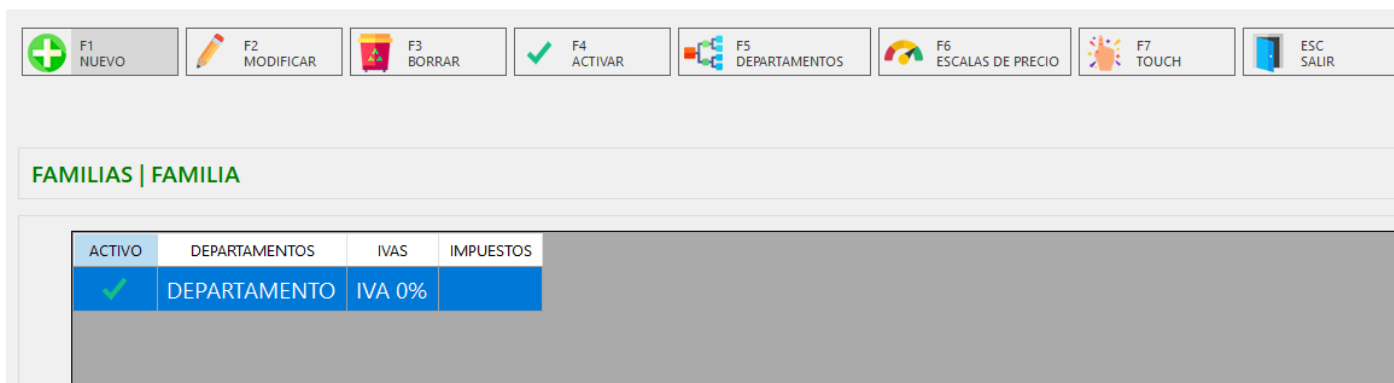 F1 NUEVO
F2 MODIFICAR
F3 BORRAR
F4 ACTIVAR
F5 DEPARTAMENTOS
F6 ESCALAS DE PRECIO
F7 TOUCH
ESC SALIR
FAMILIAS | FAMILIA
ACTIVO DEPARTAMENTOS IVAS IMPUESTOS
DEPARTAMENTO IVA 0%